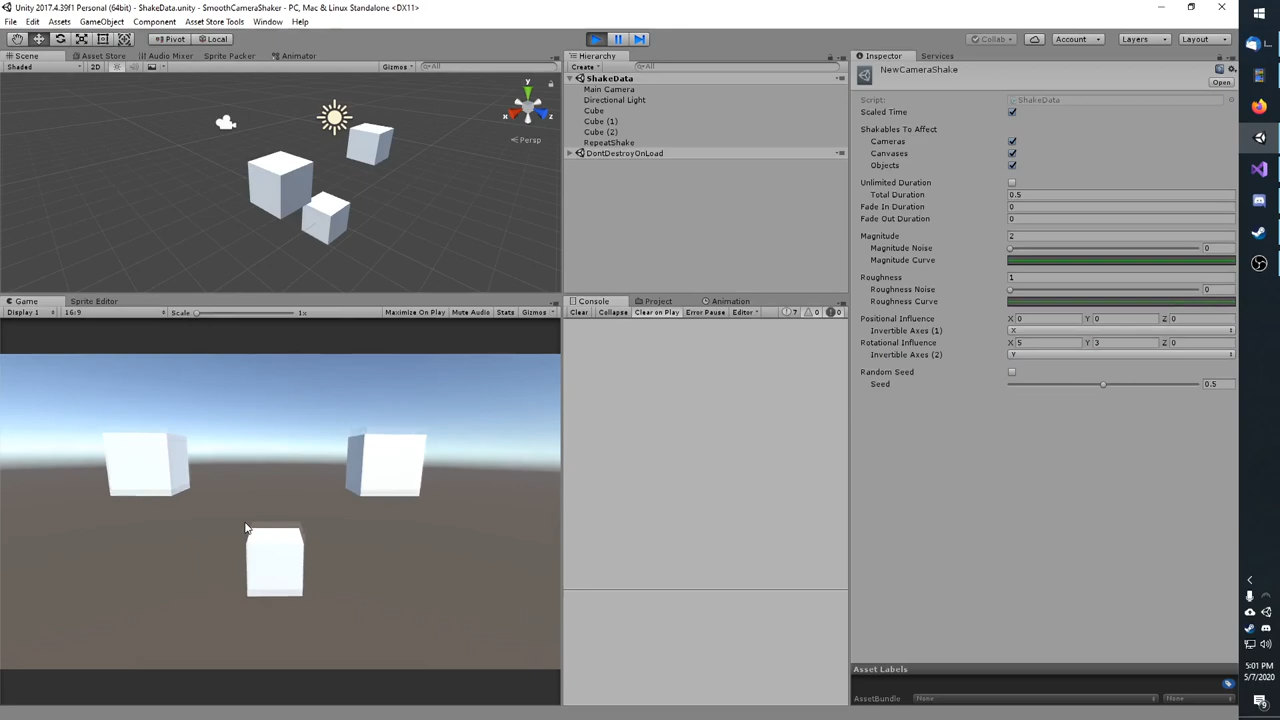 Unity 2017.4.39f1 Personal (64bit) - ShakeData.unity - SmoothCameraShaker - PC, Mac & Linux Standalone <DX11>
File Edit Assets GameObject Component Asset Store Tools Window Help
Pivot Local Collab Account Layers Layout
Scene Asset Store Audio Mixer Sprite Packer Animator
Shaded 2D Gizmos All
y
x
z
Persp
Hierarchy
Create All
ShakeData
Main Camera
Directional Light
Cube
Cube (1)
Cube (2)
RepeatShake
DontDestroyOnLoad
Inspector Services
NewCameraShake
Open
Script: ShakeData
Scaled Time
Shakables To Affect
Cameras
Canvases
Objects
Unlimited Duration
Total Duration 0.5
Fade In Duration 0
Fade Out Duration 0
Magnitude 2
Magnitude Noise 0
Magnitude Curve
Roughness 1
Roughness Noise 0
Roughness Curve
Positional Influence X 0 Y 0 Z 0
Invertible Axes (1) X
Rotational Influence X 5 Y 3 Z 0
Invertible Axes (2) Y
Random Seed
Seed 0.5
Game Sprite Editor
Display 1 16:9 Scale 1x Maximize On Play Mute Audio Stats Gizmos
Console Project Animation
Clear Collapse Clear on Play Error Pause Editor 7 0 0
Asset Labels
AssetBundle None None
5:01 PM
5/7/2020